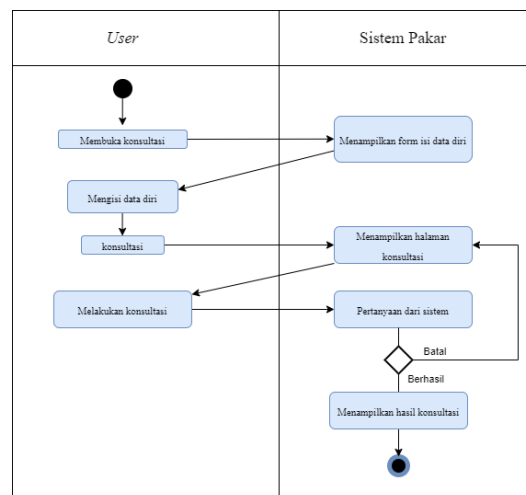 User
Sistem Pakar
Membuka konsultasi
Menampilkan form isi data diri
Mengisi data diri
konsultasi
Menampilkan halaman
konsultasi
Melakukan konsultasi
Pertanyaan dari sistem
Batal
Berhasil
Menampilkan hasil konsultasi